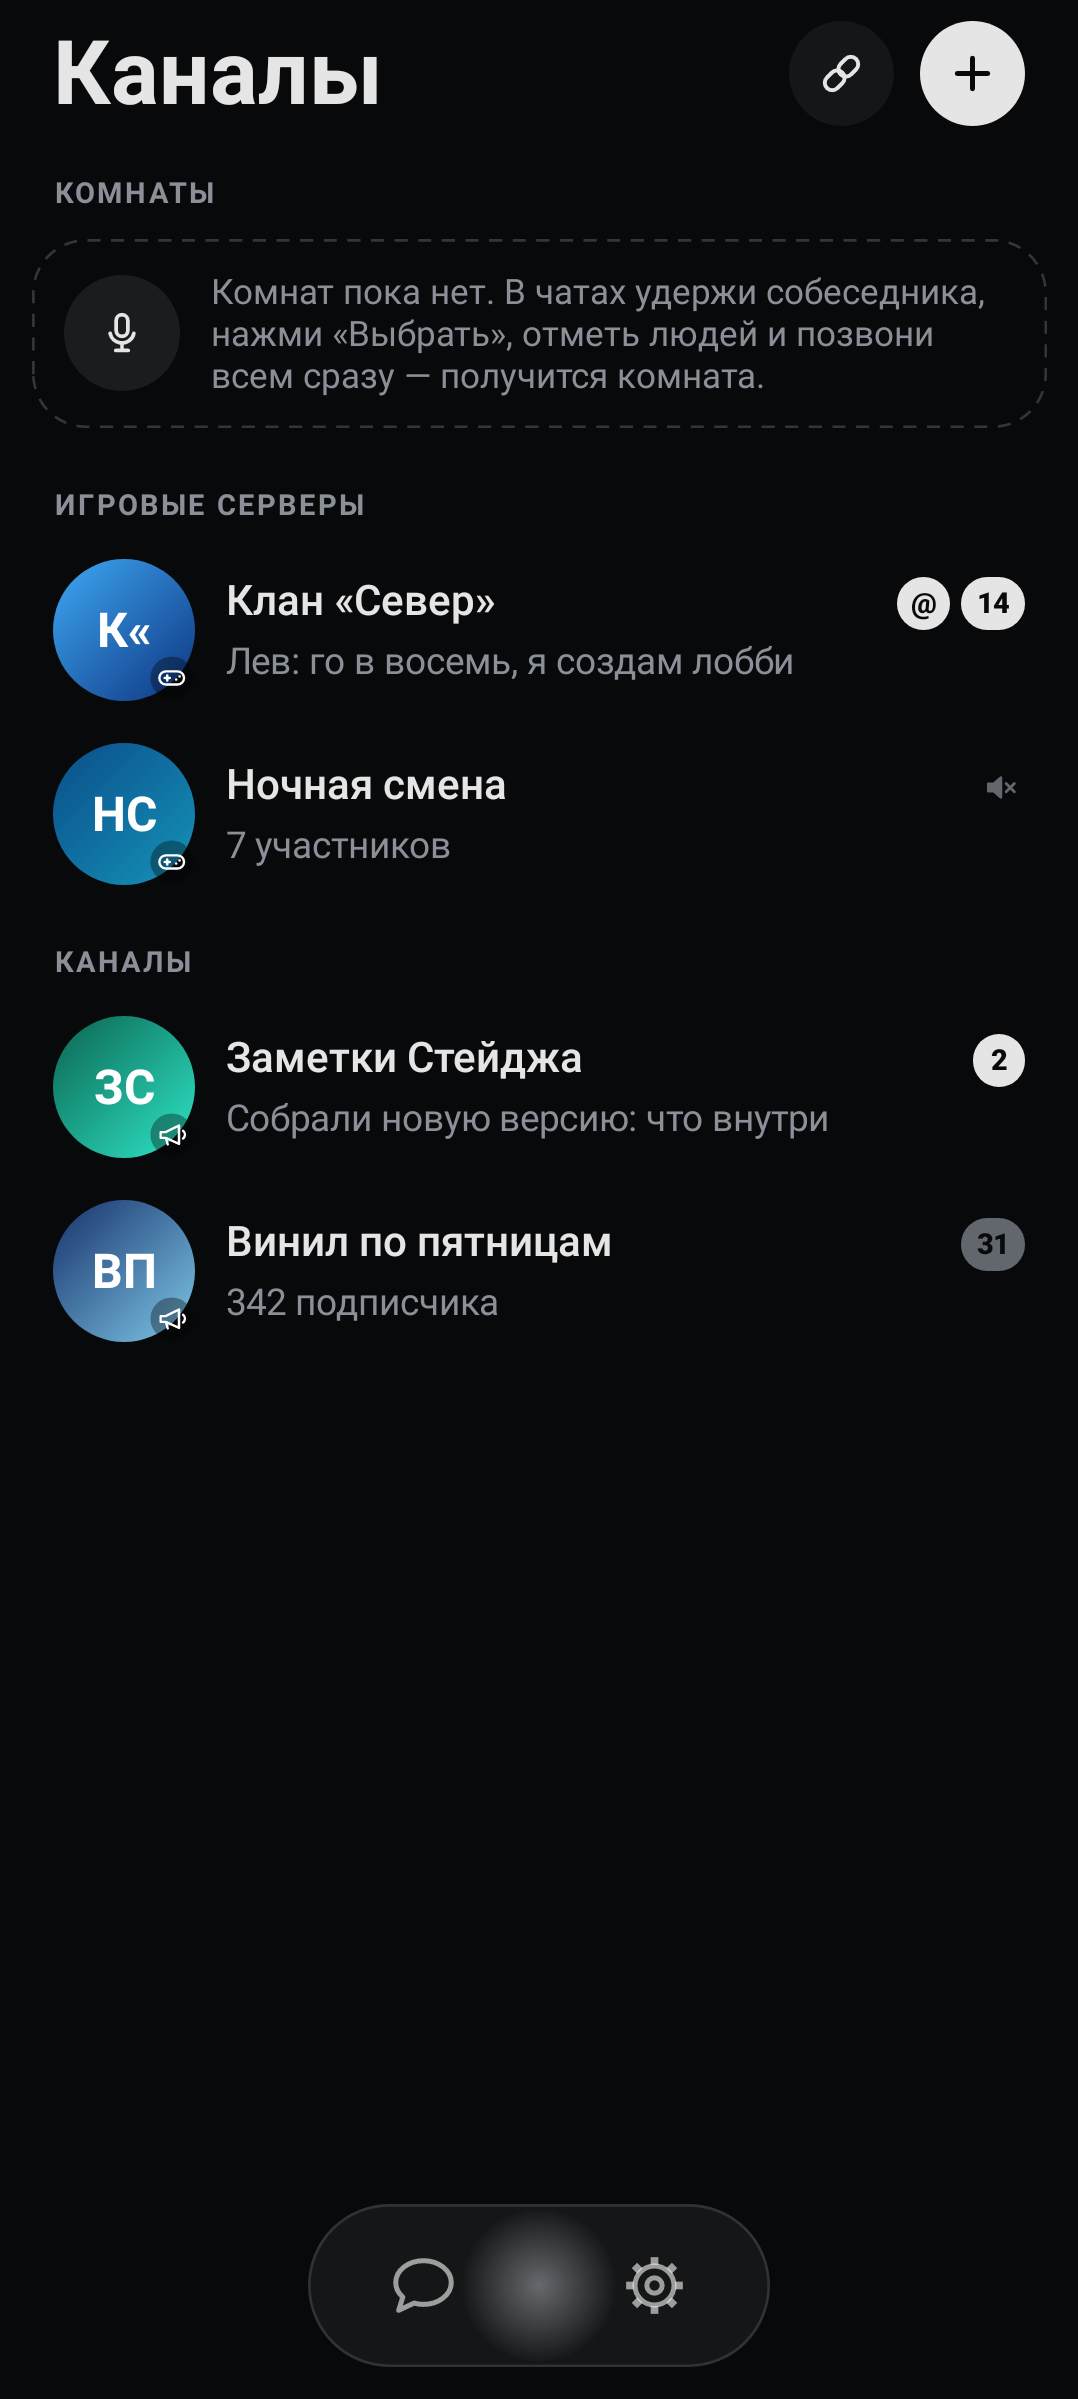 Каналы
КОМНАТЫ
Комнат пока нет. В чатах удержи собеседника,
нажми «Выбрать», отметь людей и позвони
всем сразу — получится комната.
ИГРОВЫЕ СЕРВЕРЫ
К«
Клан «Север»
@ 14
Лев: го в восемь, я создам лобби
НС
Ночная смена
7 участников
КАНАЛЫ
ЗС
Заметки Стейджа
2
Собрали новую версию: что внутри
ВП
Винил по пятницам
31
342 подписчика